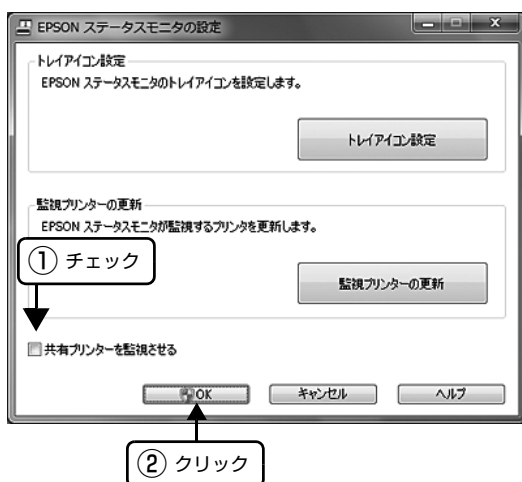 EPSON ステータスモニタの設定
トレイアイコン設定
EPSON ステータスモニタのトレイアイコンを設定します。
トレイアイコン設定
監視プリンターの更新
EPSON ステータスモニタが監視するプリンタを更新します。
① チェック
監視プリンターの更新
共有プリンターを監視させる
OK キャンセル ヘルプ
② クリック